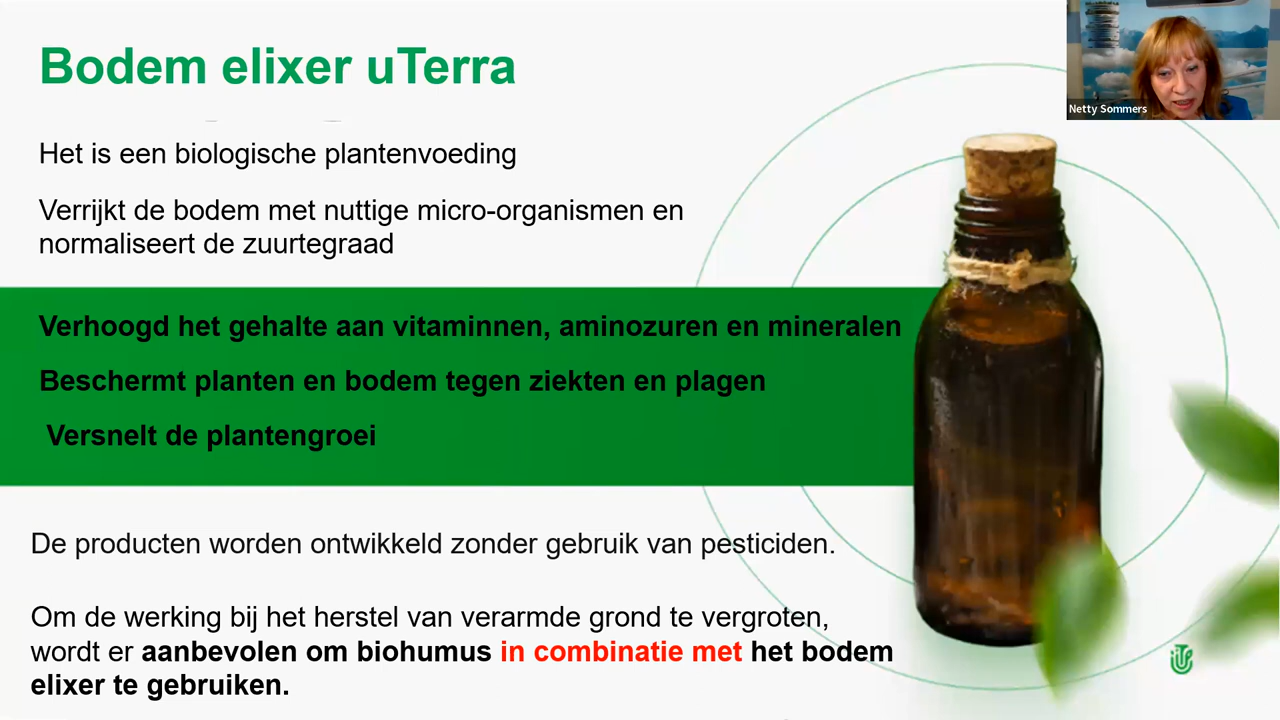 Bodem elixer uTerra
Netty Sommers
Het is een biologische plantenvoeding
Verrijkt de bodem met nuttige micro-organismen en
normaliseert de zuurtegraad
Verhoogd het gehalte aan vitaminnen, aminozuren en mineralen
Beschermt planten en bodem tegen ziekten en plagen
Versnelt de plantengroei
De producten worden ontwikkeld zonder gebruik van pesticiden.
Om de werking bij het herstel van verarmde grond te vergroten,
wordt er aanbevolen om biohumus in combinatie met het bodem
elixer te gebruiken.